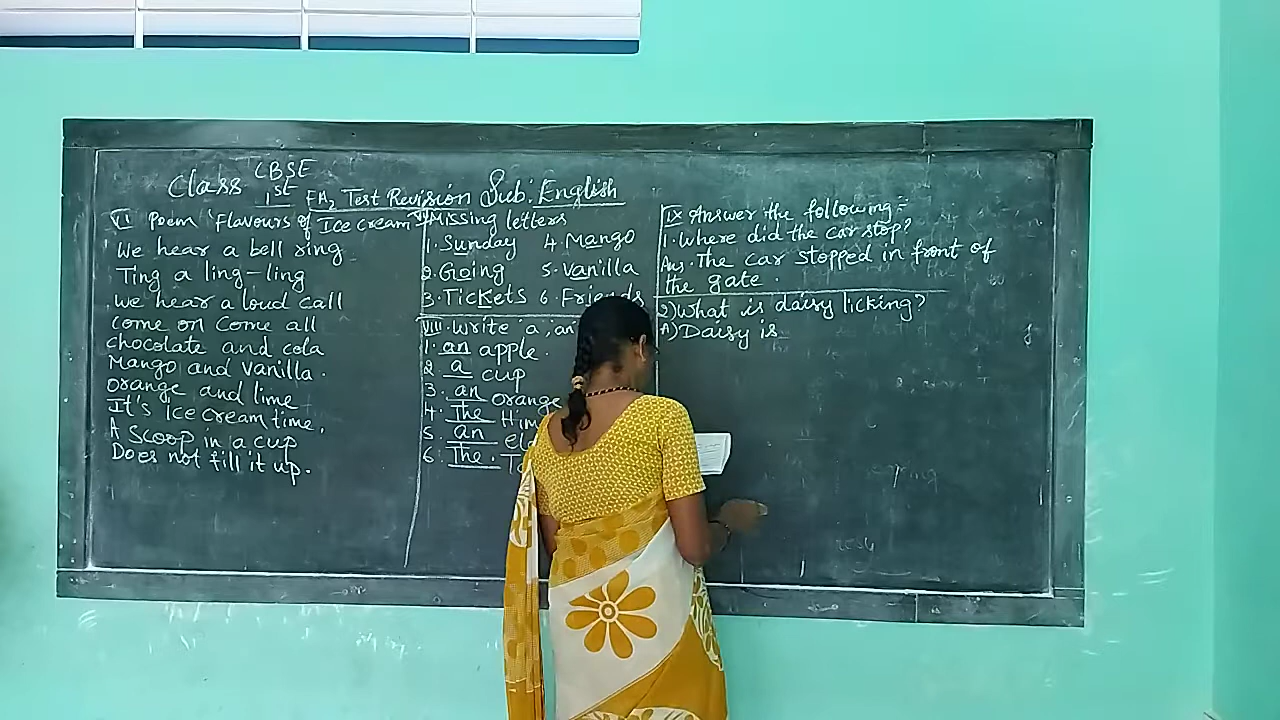 CBSE
Class 1st FA2 Test Revision Sub: English
VI Poem 'Flavours of Ice cream'
We hear a bell ring
Ting a ling-ling
We hear a loud call
Come on Come all
chocolate and cola
Mango and vanilla.
orange and lime
It's Ice cream time.
A Scoop in a cup
Does not fill it up.
VII Missing letters
1. Sunday 4. Mango
2. Going 5. vanilla
3. Tickets 6. Friends
VIII. Write 'a', 'an'
1. an apple.
2. a cup
3. an orange
4. The Him
5. an el
6. The. T
IX Answer the following:-
1. Where did the car stop?
Ans. The car stopped in front of
the gate.
2) What is daisy licking?
A) Daisy is